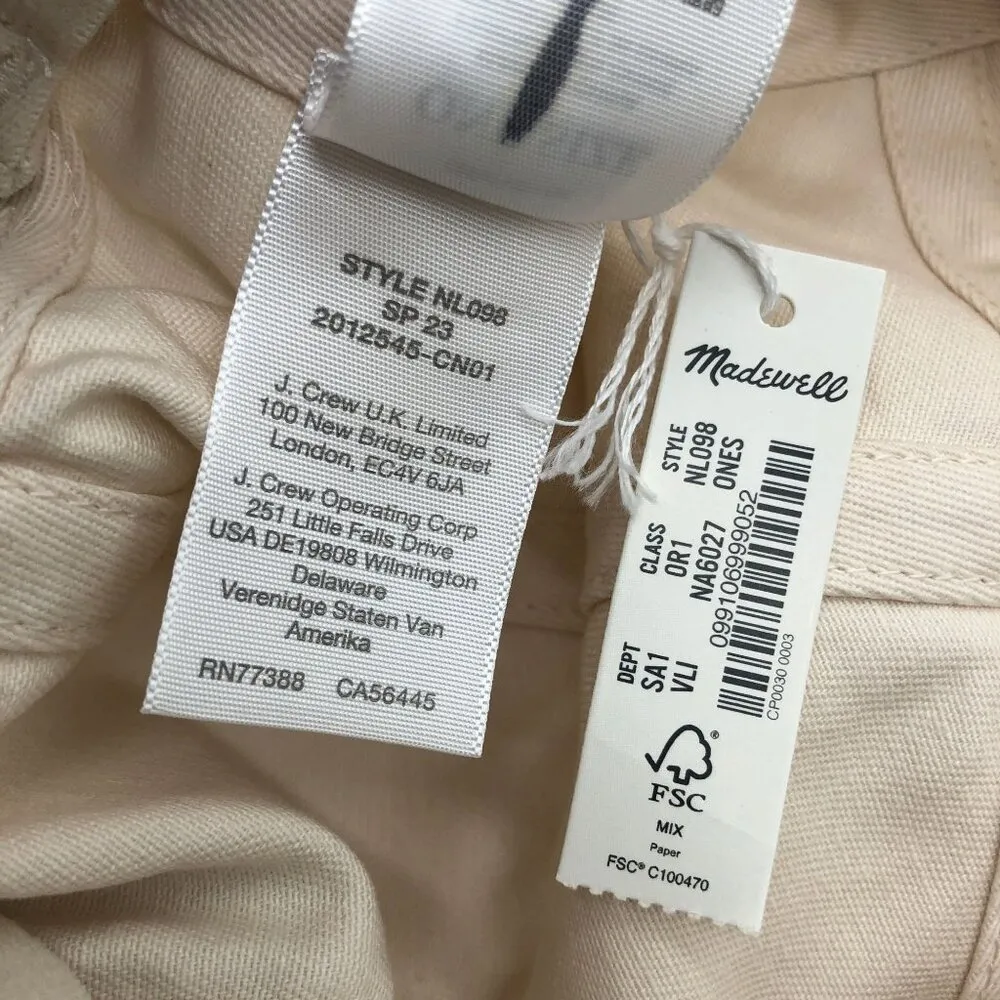 STYLE NL098
SP 23
2012545-CN01
J. Crew U.K. Limited
100 New Bridge Street
London, EC4V 6JA
J. Crew Operating Corp
251 Little Falls Drive
USA DE19808 Wilmington
Delaware
Verenidge Staten Van
Amerika
RN77388 CA56445
Madewell
DEPT CLASS STYLE
SA1 OR1 NL098
VLI NA6027 ONES
099106999052
CP0030 0003
FSC®
MIX
Paper
FSC® C100470